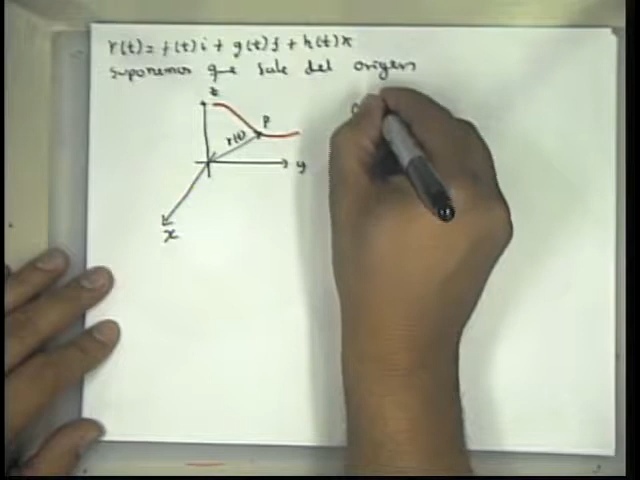 r(t) = f(t)i + g(t)j + h(t)k
suponemos que sale del origen
z
P
r(t)
y
x